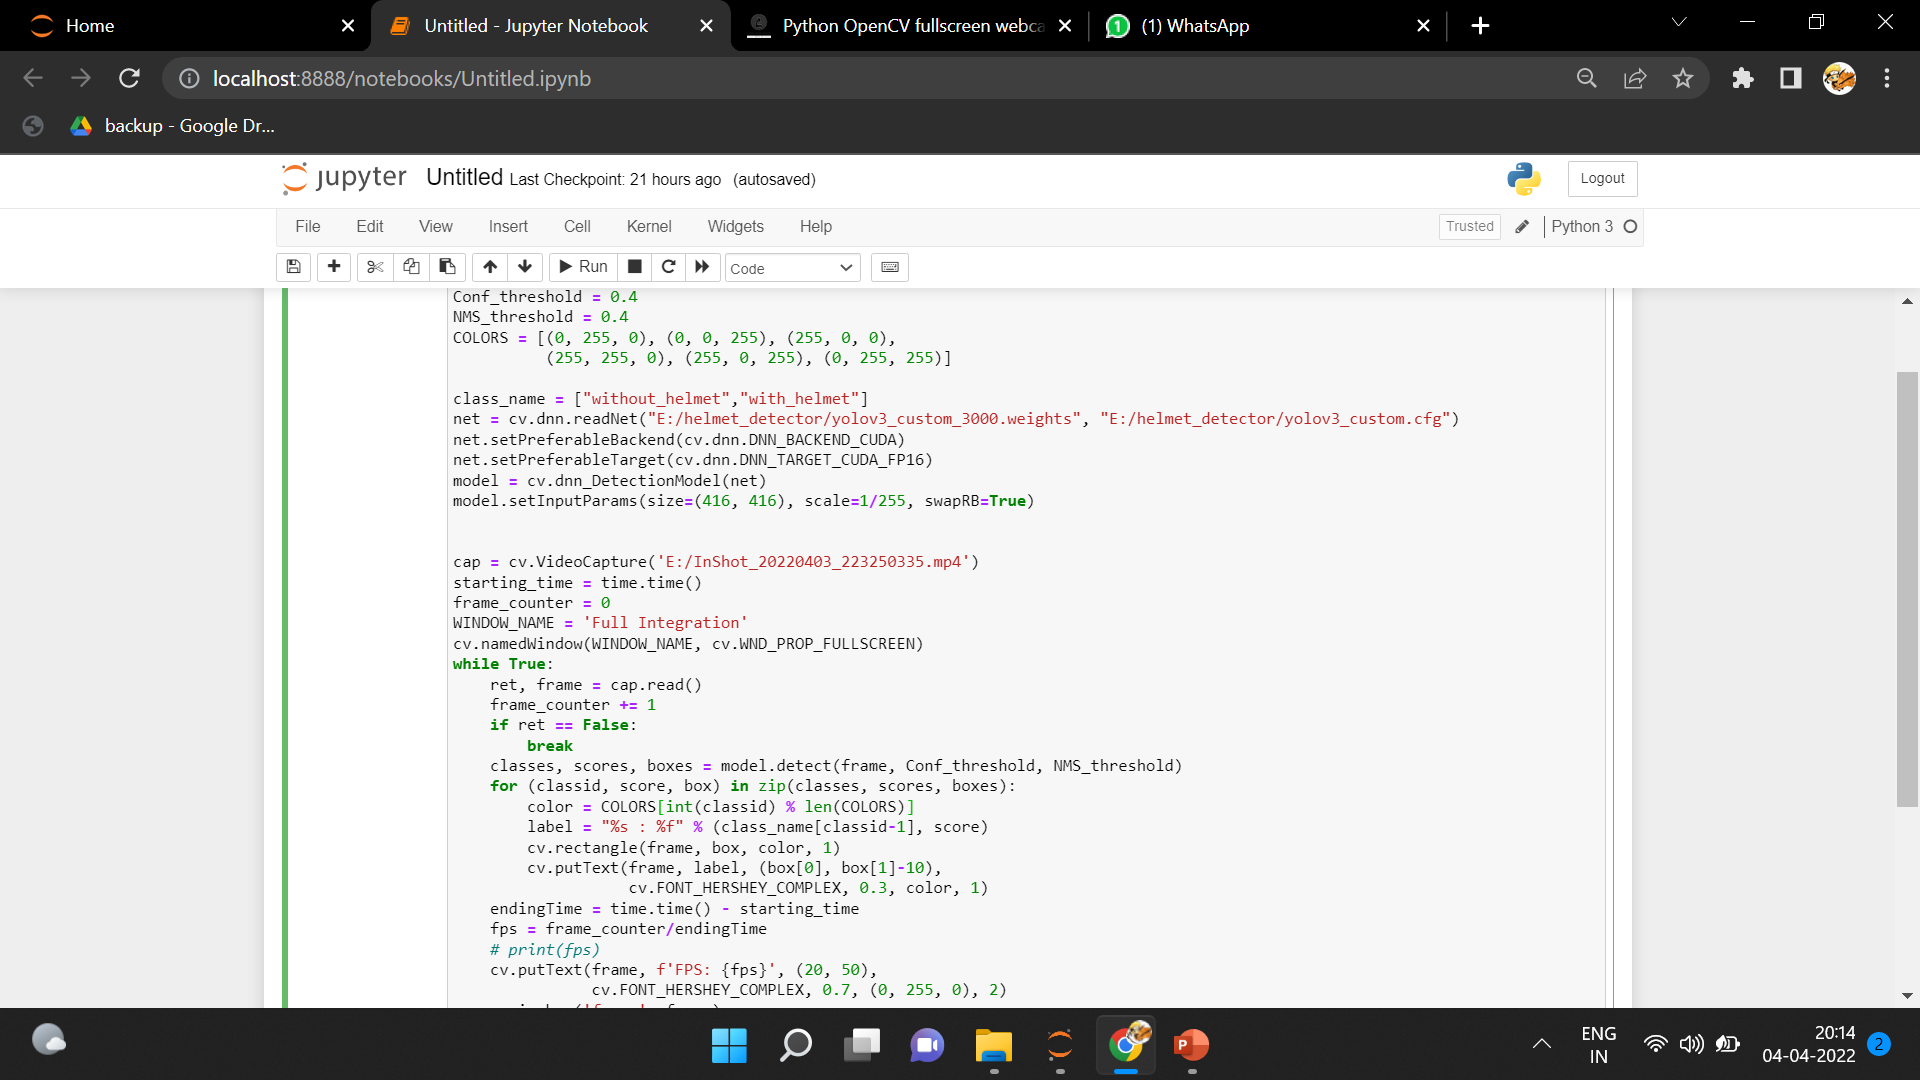 Home
Untitled - Jupyter Notebook
Python OpenCV fullscreen webca
(1) WhatsApp
localhost:8888/notebooks/Untitled.ipynb
backup - Google Dr...
jupyter Untitled Last Checkpoint: 21 hours ago (autosaved)
Logout
File Edit View Insert Cell Kernel Widgets Help
Trusted
Python 3
Run
Code
Conf_threshold = 0.4
NMS_threshold = 0.4
COLORS = [(0, 255, 0), (0, 0, 255), (255, 0, 0),
(255, 255, 0), (255, 0, 255), (0, 255, 255)]
class_name = ["without_helmet","with_helmet"]
net = cv.dnn.readNet("E:/helmet_detector/yolov3_custom_3000.weights", "E:/helmet_detector/yolov3_custom.cfg")
net.setPreferableBackend(cv.dnn.DNN_BACKEND_CUDA)
net.setPreferableTarget(cv.dnn.DNN_TARGET_CUDA_FP16)
model = cv.dnn_DetectionModel(net)
model.setInputParams(size=(416, 416), scale=1/255, swapRB=True)
cap = cv.VideoCapture('E:/InShot_20220403_223250335.mp4')
starting_time = time.time()
frame_counter = 0
WINDOW_NAME = 'Full Integration'
cv.namedWindow(WINDOW_NAME, cv.WND_PROP_FULLSCREEN)
while True:
ret, frame = cap.read()
frame_counter += 1
if ret == False:
break
classes, scores, boxes = model.detect(frame, Conf_threshold, NMS_threshold)
for (classid, score, box) in zip(classes, scores, boxes):
color = COLORS[int(classid) % len(COLORS)]
label = "%s : %f" % (class_name[classid-1], score)
cv.rectangle(frame, box, color, 1)
cv.putText(frame, label, (box[0], box[1]-10),
cv.FONT_HERSHEY_COMPLEX, 0.3, color, 1)
endingTime = time.time() - starting_time
fps = frame_counter/endingTime
# print(fps)
cv.putText(frame, f'FPS: {fps}', (20, 50),
cv.FONT_HERSHEY_COMPLEX, 0.7, (0, 255, 0), 2)
ENG
IN
20:14
04-04-2022
2